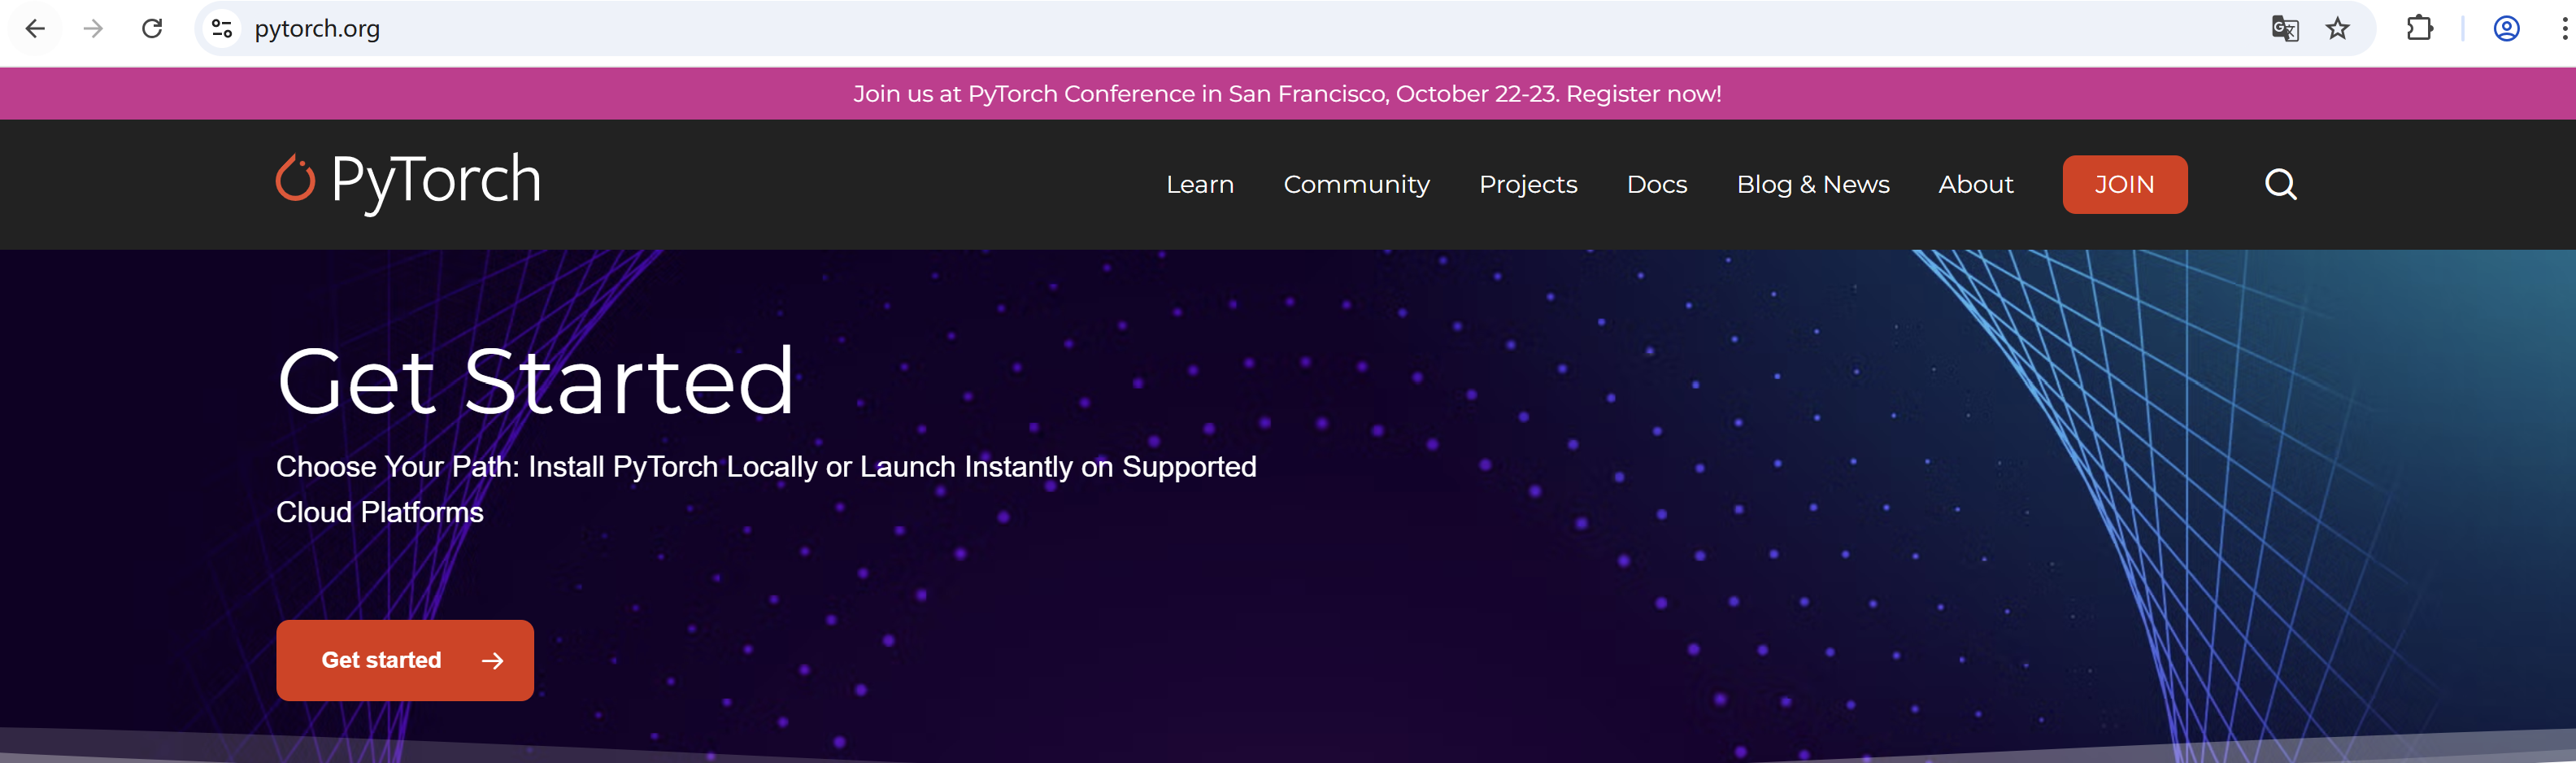 pytorch.org
Join us at PyTorch Conference in San Francisco, October 22-23. Register now!
PyTorch
Learn Community Projects Docs Blog & News About JOIN
Get Started
Choose Your Path: Install PyTorch Locally or Launch Instantly on Supported
Cloud Platforms
Get started